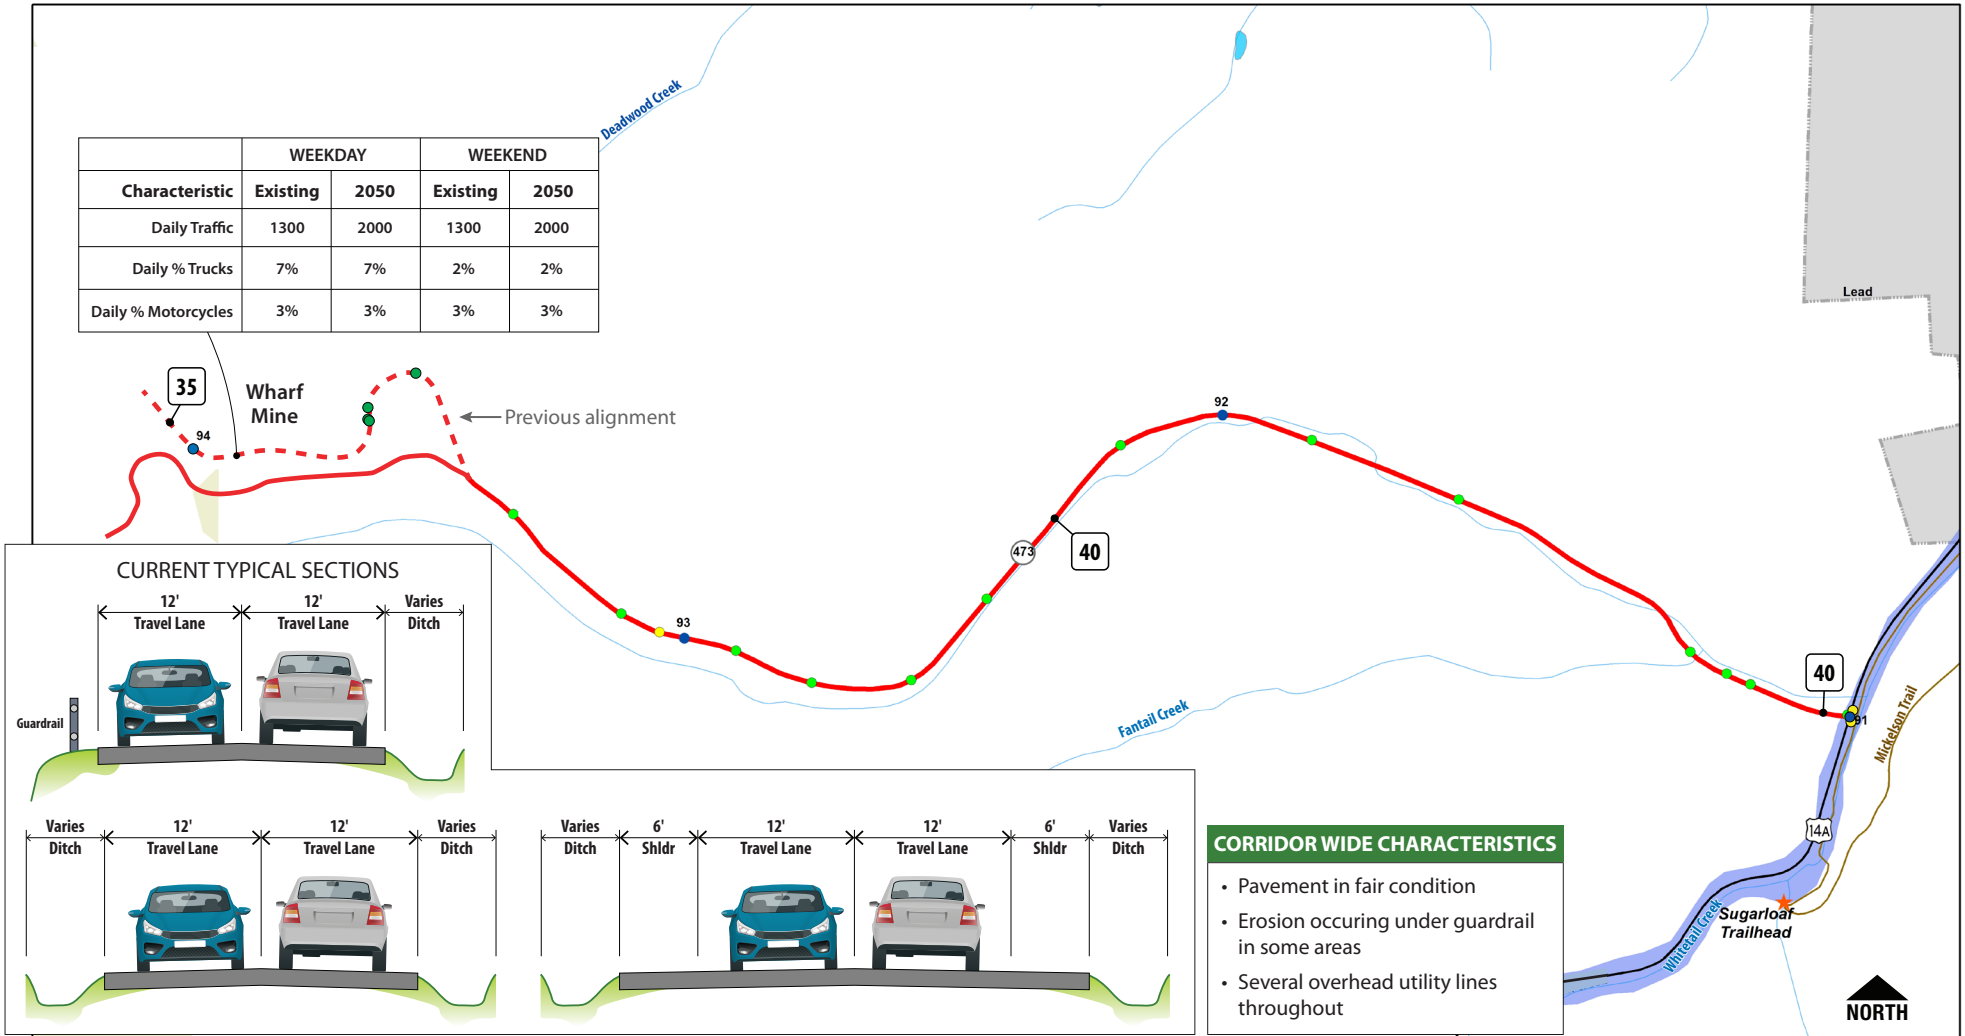 Deadwood Creek
WEEKDAY WEEKEND
Characteristic Existing 2050 Existing 2050
Daily Traffic 1300 2000 1300 2000
Daily % Trucks 7% 7% 2% 2%
Daily % Motorcycles 3% 3% 3% 3%
Lead
35
Wharf
Mine
94
Previous alignment
92
473
40
93
40
91
Mickelson Trail
Fantail Creek
14A
Whitetail Creek
Sugarloaf
Trailhead
NORTH
CURRENT TYPICAL SECTIONS
12' 12' Varies
Travel Lane Travel Lane Ditch
Guardrail
Varies 12' 12' Varies
Ditch Travel Lane Travel Lane Ditch
Varies 6' 12' 12' 6' Varies
Ditch Shldr Travel Lane Travel Lane Shldr Ditch
CORRIDOR WIDE CHARACTERISTICS
• Pavement in fair condition
• Erosion occuring under guardrail
in some areas
• Several overhead utility lines
throughout